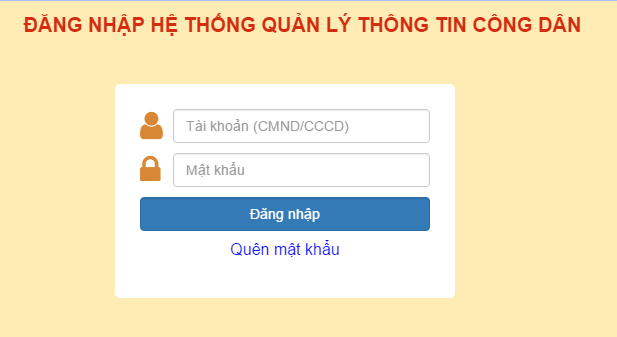 ĐĂNG NHẬP HỆ THỐNG QUẢN LÝ THÔNG TIN CÔNG DÂN
Tài khoản (CMND/CCCD)
Mật khẩu
Đăng nhập
Quên mật khẩu